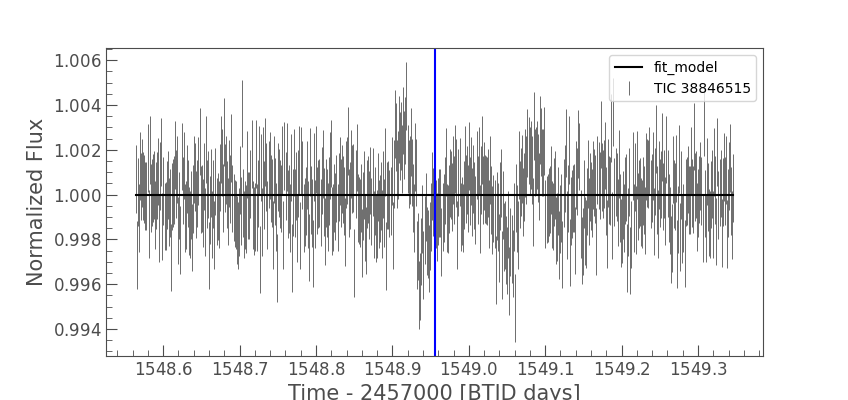 1.006
1.004
1.002
1.000
0.998
0.996
0.994
Normalized Flux
fit_model
TIC 38846515
1548.6 1548.7 1548.8 1548.9 1549.0 1549.1 1549.2 1549.3
Time - 2457000 [BTJD days]